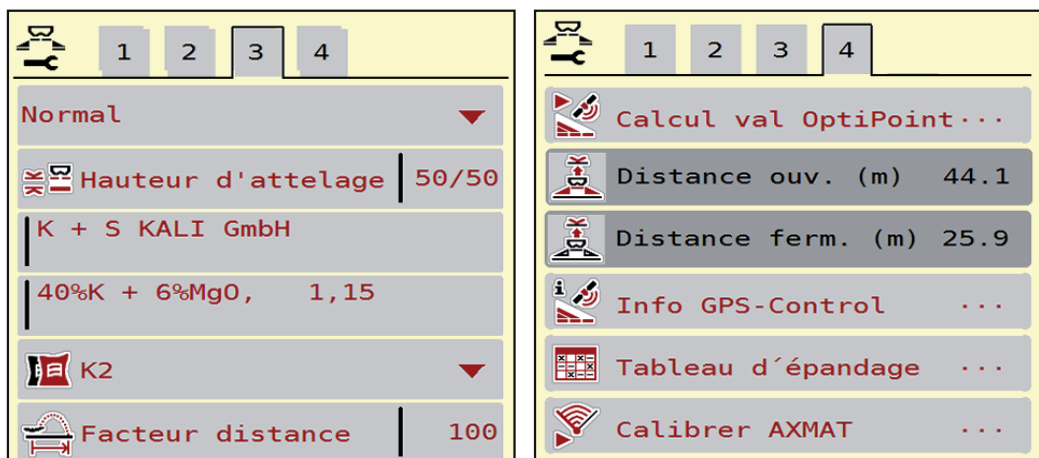 1 2 3 4
Normal
Hauteur d'attelage 50/50
K + S KALI GmbH
40%K + 6%MgO, 1,15
K2
Facteur distance 100
1 2 3 4
Calcul val OptiPoint...
Distance ouv. (m) 44.1
Distance ferm. (m) 25.9
Info GPS-Control ...
Tableau d´épandage ...
Calibrer AXMAT ...